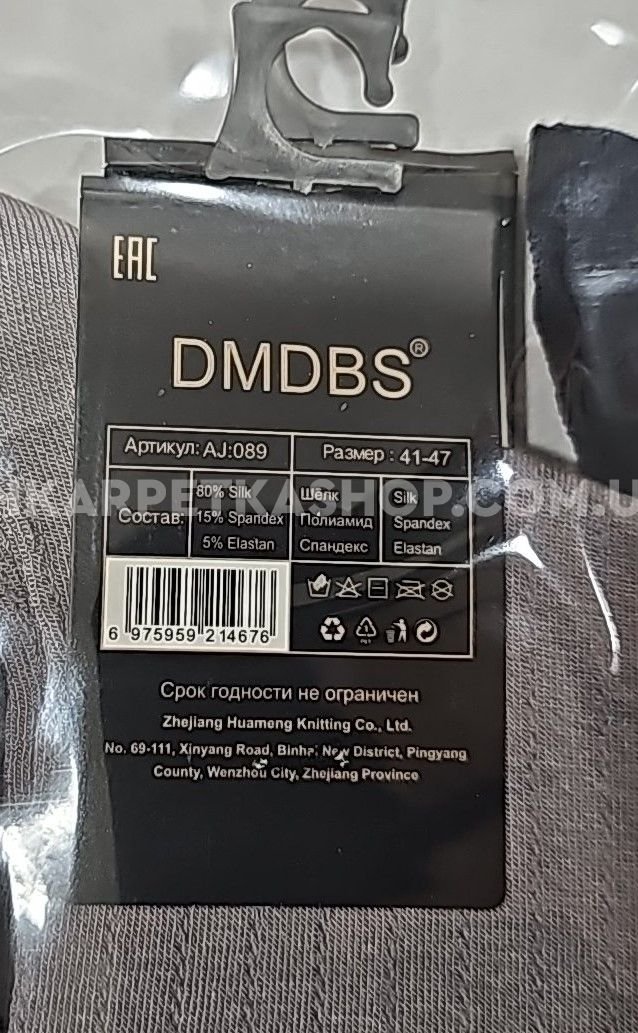 EAC
DMDBS®
Артикул: AJ:089
Размер : 41-47
Состав:
80% Silk
15% Spandex
5% Elastan
Шёлк
Полиамид
Спандекс
Silk
Spandex
Elastan
KARPETKASHOP.COM.U
6 975959 214676
Срок годности не ограничен
Zhejiang Huameng Knitting Co., Ltd.
No. 69-111, Xinyang Road, Binhai New District, Pingyang
County, Wenzhou City, Zhejiang Province